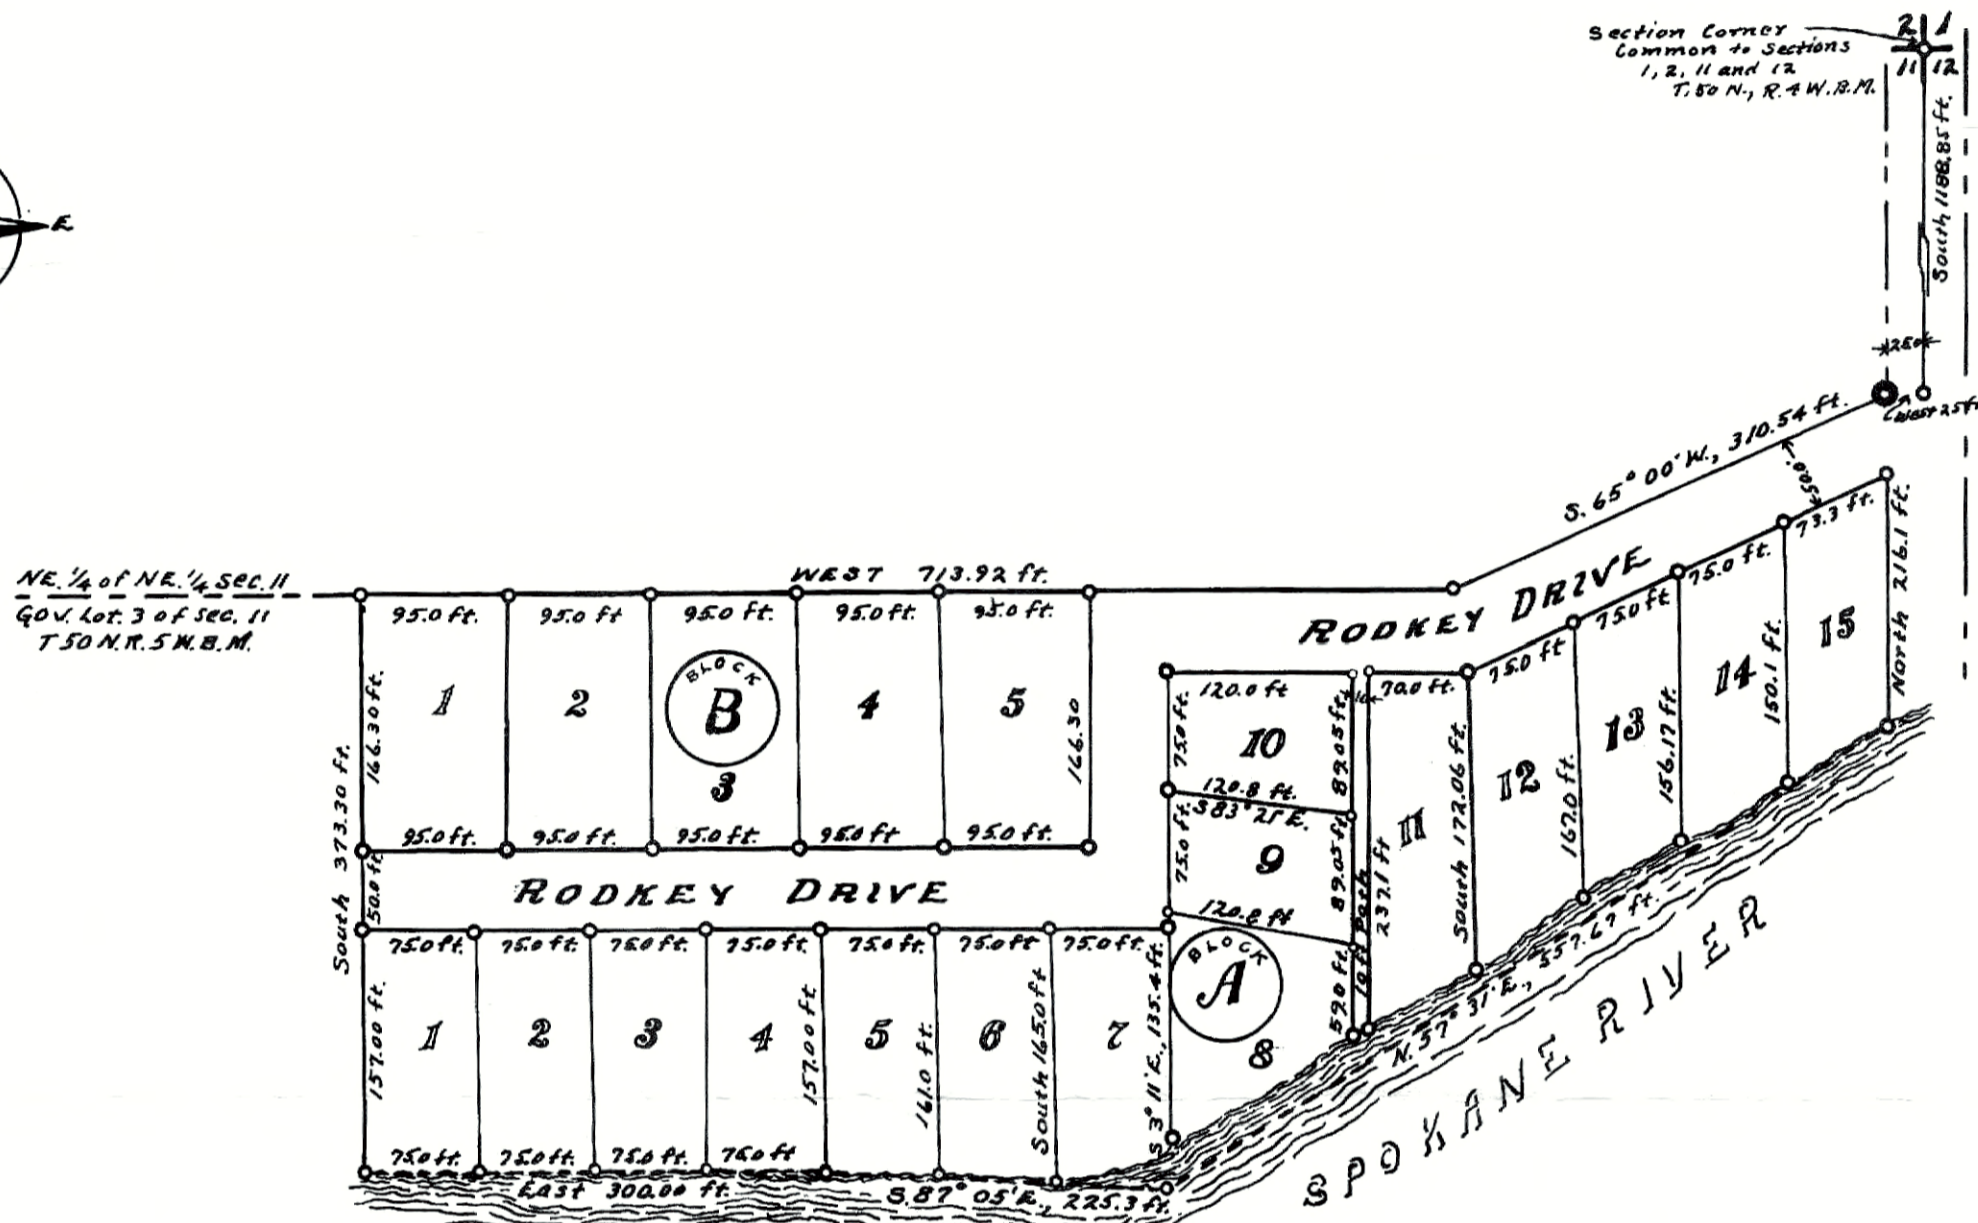 Section Corner
Common to Sections
1, 2, 11 and 12
T. 50 N., R. 4 W. B. M.
2 1
11 12
South 1188.85 ft.
E
25.0
West 25 ft
S. 65° 00' W., 310.54 ft.
50.0'
73.3 ft.
75.0 ft.
75.0 ft
75.0 ft
North 216.1 ft.
NE. 1/4 of NE. 1/4 Sec. 11
GOV. Lot. 3 of Sec. 11
T 50 N. R. 5 W. B. M.
WEST 713.92 ft.
95.0 ft. 95.0 ft 95.0 ft. 95.0 ft. 95.0 ft
RODKEY DRIVE
166.30 ft.
1 2 BLOCK B 3 4 5
166.30
95.0 ft. 95.0 ft. 95.0 ft. 95.0 ft 95.0 ft.
South 373.30 ft.
50.0 ft
RODKEY DRIVE
120.0 ft
10
70.0 ft.
75.0 ft.
10
89.05 ft
120.8 ft.
S 83° 21' E.
75.0 ft.
9
89.05 ft
120.8 ft
59.0 ft.
10 ft Path
237.1 ft
11
South 172.06 ft.
12
167.0 ft.
13
156.17 ft.
14
150.1 ft.
15
75.0 ft. 75.0 ft. 75.0 ft. 75.0 ft. 75.0 ft. 75.0 ft 75.0 ft.
157.00 ft.
1 2 3 4
157.00 ft.
5
161.0 ft.
6
South 165.0 ft
7
S 3° 11' E., 135.4 ft.
BLOCK A
8
75.0 ft. 75.0 ft. 75.0 ft. 75.0 ft
East 300.00 ft.
S. 87° 05' E., 225.3 ft.
N. 57° 31' E., 557.67 ft.
SPOKANE RIVER